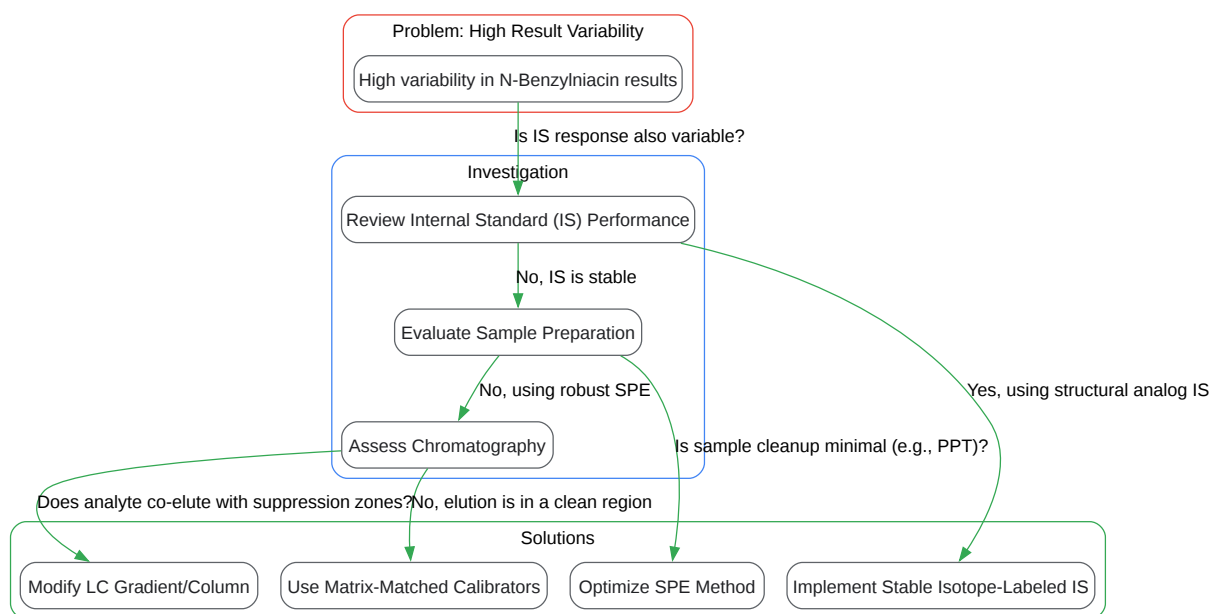 Problem: High Result Variability
High variability in N-Benzylniacin results
Is IS response also variable?
Investigation
Review Internal Standard (IS) Performance
No, IS is stable
Evaluate Sample Preparation
No, using robust SPE
Yes, using structural analog IS
Assess Chromatography
Is sample cleanup minimal (e.g., PPT)?
Does analyte co-elute with suppression zones?
No, elution is in a clean region
Solutions
Modify LC Gradient/Column
Use Matrix-Matched Calibrators
Optimize SPE Method
Implement Stable Isotope-Labeled IS